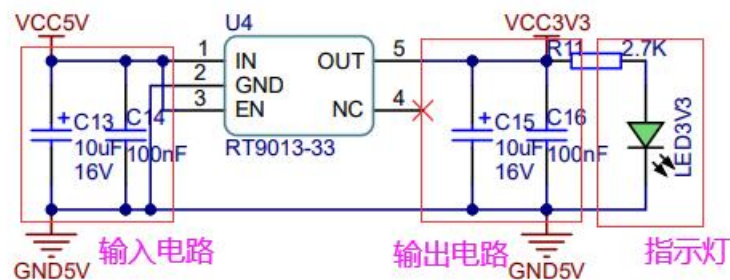 VCC5V
U4
VCC3V3
1 IN
OUT 5
R11
2.7K
2 GND
3 EN
NC 4
+ C13
10uF
16V
C14
100nF
RT9013-33
+ C15
10uF
16V
C16
100nF
LED3V3
输入电路
输出电路
指示灯
GND5V
GND5V